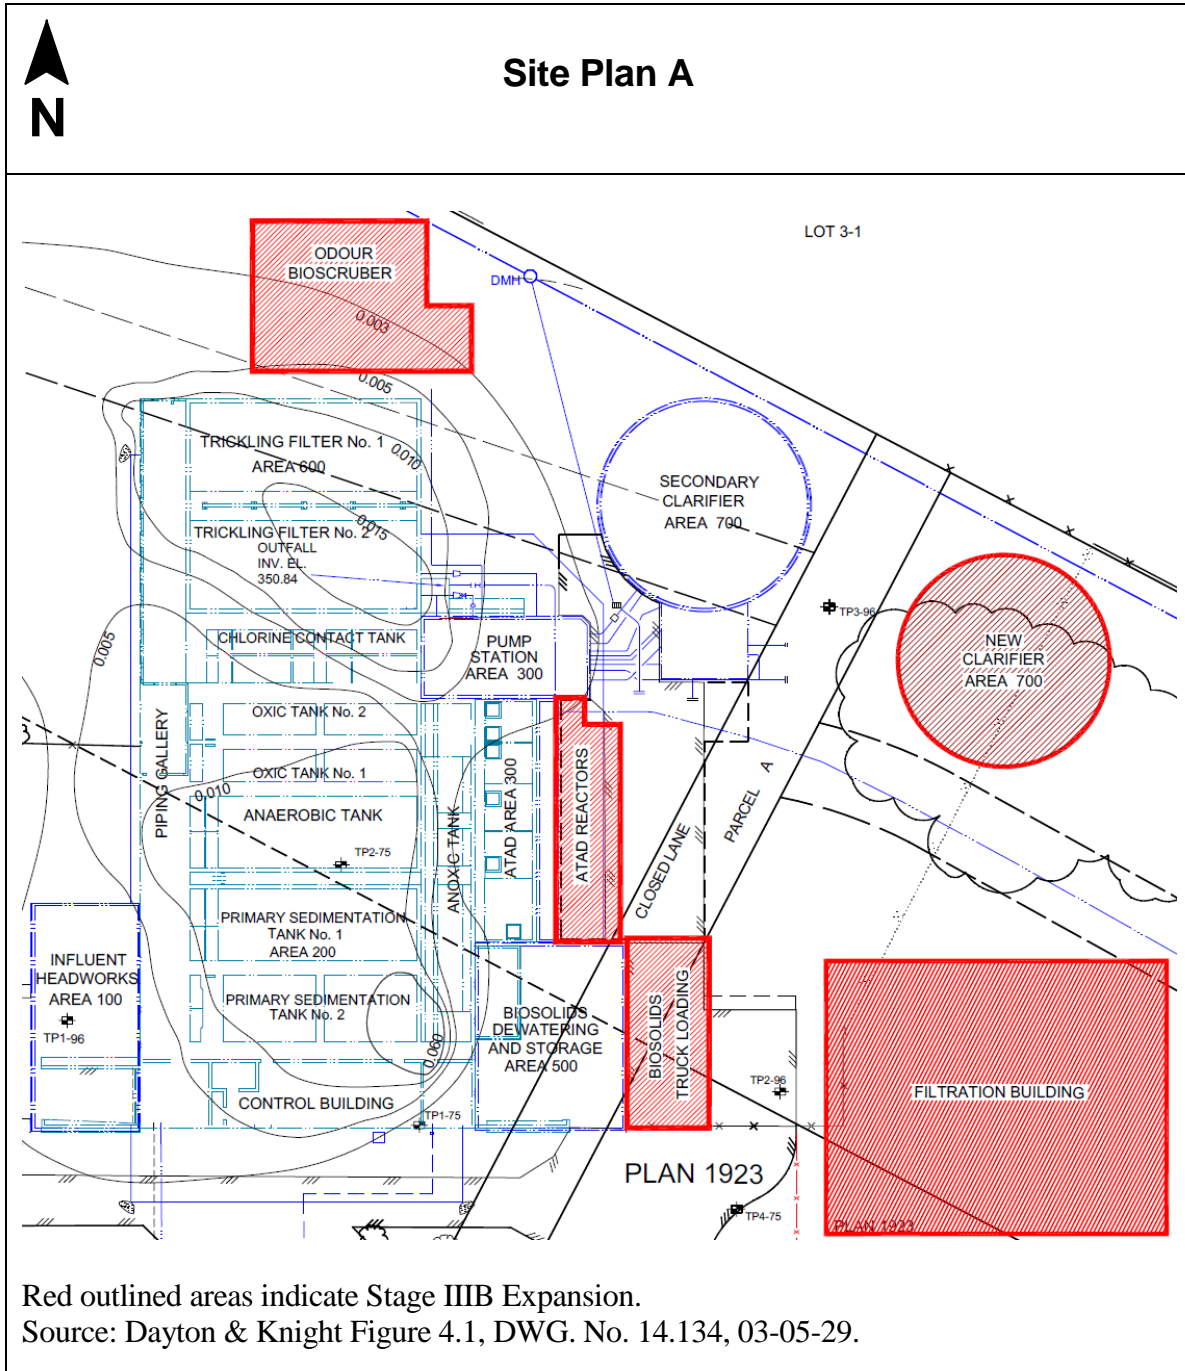 Site Plan A
N
LOT 3-1
ODOUR
BIOSCRUBER
DMH
0.003
0.005
TRICKLING FILTER No. 1
AREA 600
0.010
SECONDARY
CLARIFIER
AREA 700
0.015
TRICKLING FILTER No. 2
OUTFALL
INV. EL.
350.84
TP3-96
CHLORINE CONTACT TANK
PUMP
STATION
AREA 300
NEW
CLARIFIER
AREA 700
0.005
OXIC TANK No. 2
PIPING GALLERY
OXIC TANK No. 1
0.010
ANAEROBIC TANK
ANOXIC TANK
ATAD AREA 300
ATAD REACTORS
PARCEL A
CLOSED LANE
TP2-75
PRIMARY SEDIMENTATION
TANK No. 1
AREA 200
INFLUENT
HEADWORKS
AREA 100
TP1-96
PRIMARY SEDIMENTATION
TANK No. 2
0.060
BIOSOLIDS
DEWATERING
AND STORAGE
AREA 500
BIOSOLIDS
TRUCK LOADING
TP2-96
FILTRATION BUILDING
CONTROL BUILDING
TP1-75
PLAN 1923
TP4-75
PLAN 1923
Red outlined areas indicate Stage IIIB Expansion.
Source: Dayton & Knight Figure 4.1, DWG. No. 14.134, 03-05-29.